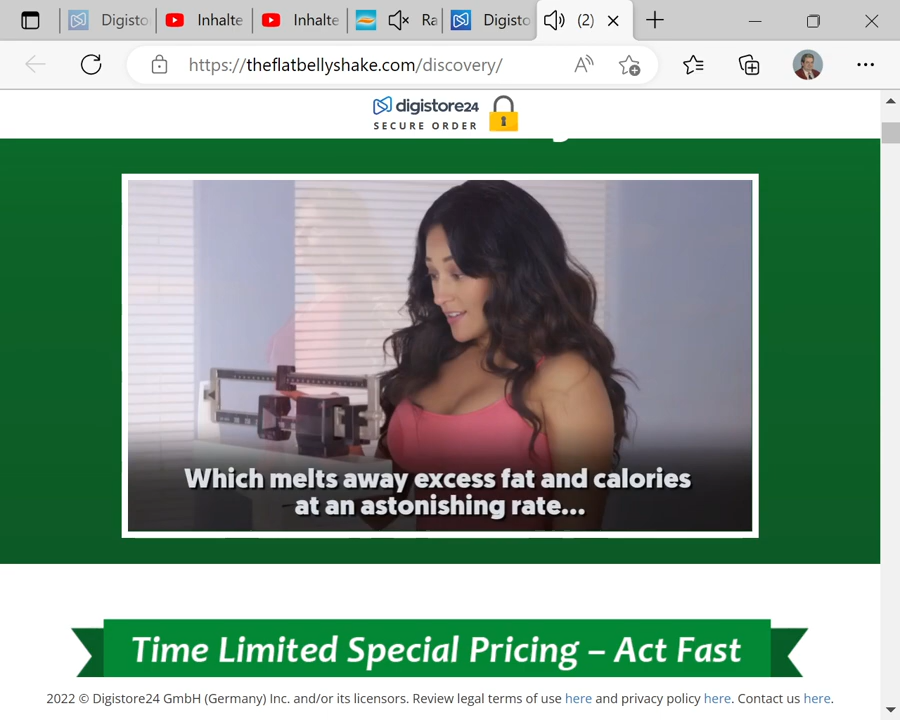 Digisto
Inhalte
Inhalte
Ra
Digisto
(2)
https://theflatbellyshake.com/discovery/
digistore24
SECURE ORDER
Which melts away excess fat and calories
at an astonishing rate...
Time Limited Special Pricing – Act Fast
2022 © Digistore24 GmbH (Germany) Inc. and/or its licensors. Review legal terms of use here and privacy policy here. Contact us here.